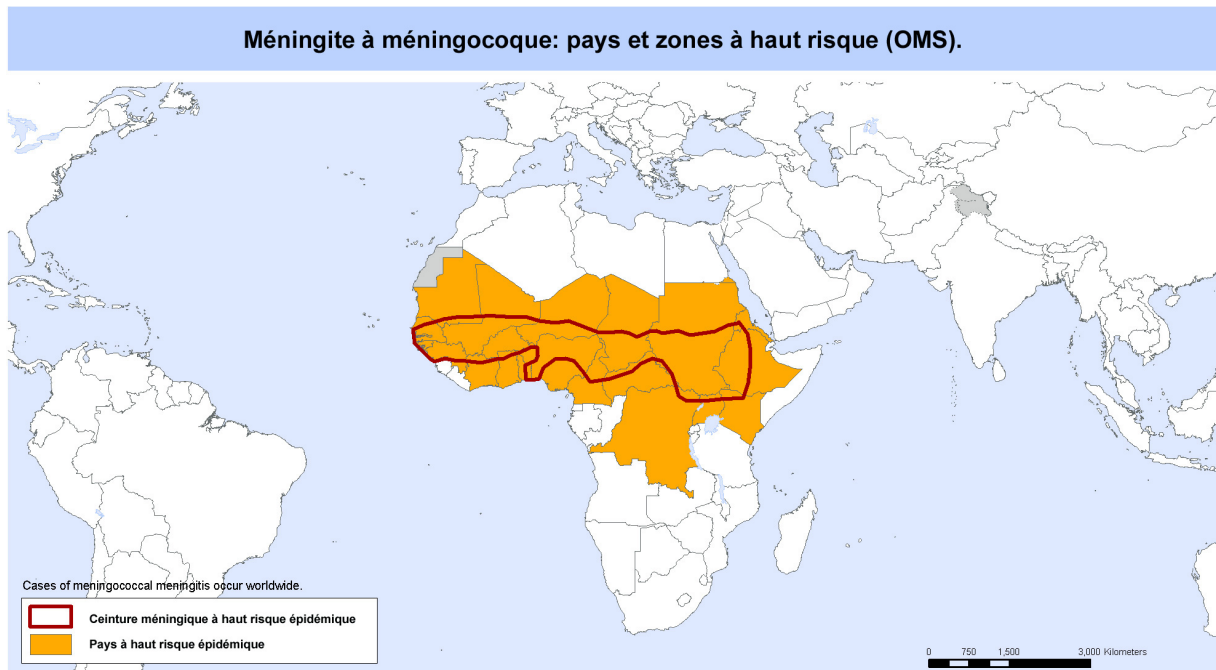 Méningite à méningocoque: pays et zones à haut risque (OMS).
Cases of meningococcal meningitis occur worldwide.
Ceinture méningique à haut risque épidémique
Pays à haut risque épidémique
0 750 1,500 3,000 Kilometers